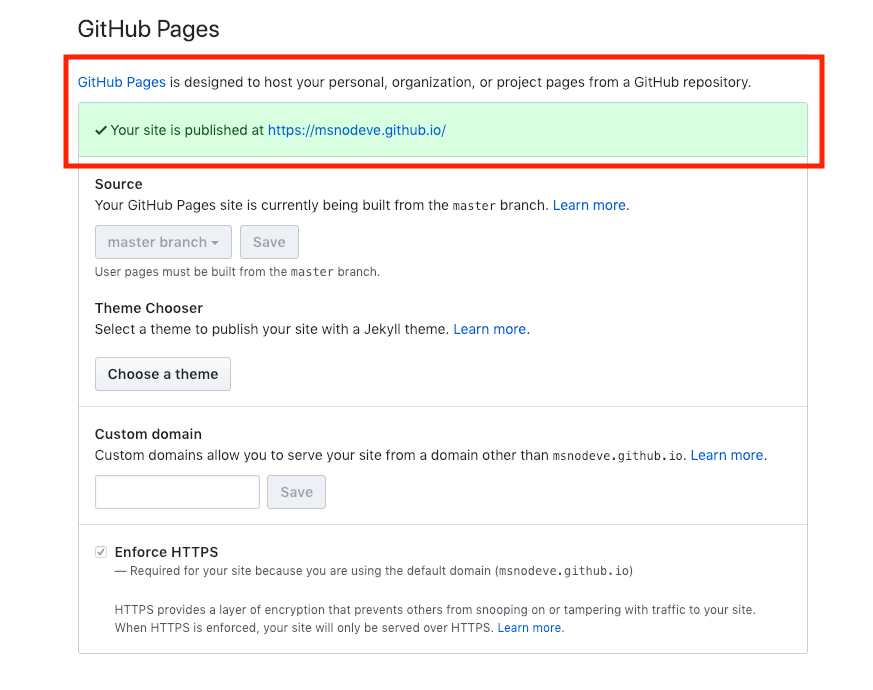 GitHub Pages
GitHub Pages is designed to host your personal, organization, or project pages from a GitHub repository.
Your site is published at https://msnodeve.github.io/
Source
Your GitHub Pages site is currently being built from the master branch. Learn more.
master branch
Save
User pages must be built from the master branch.
Theme Chooser
Select a theme to publish your site with a Jekyll theme. Learn more.
Choose a theme
Custom domain
Custom domains allow you to serve your site from a domain other than msnodeve.github.io. Learn more.
Save
Enforce HTTPS
— Required for your site because you are using the default domain (msnodeve.github.io)
HTTPS provides a layer of encryption that prevents others from snooping on or tampering with traffic to your site.
When HTTPS is enforced, your site will only be served over HTTPS. Learn more.